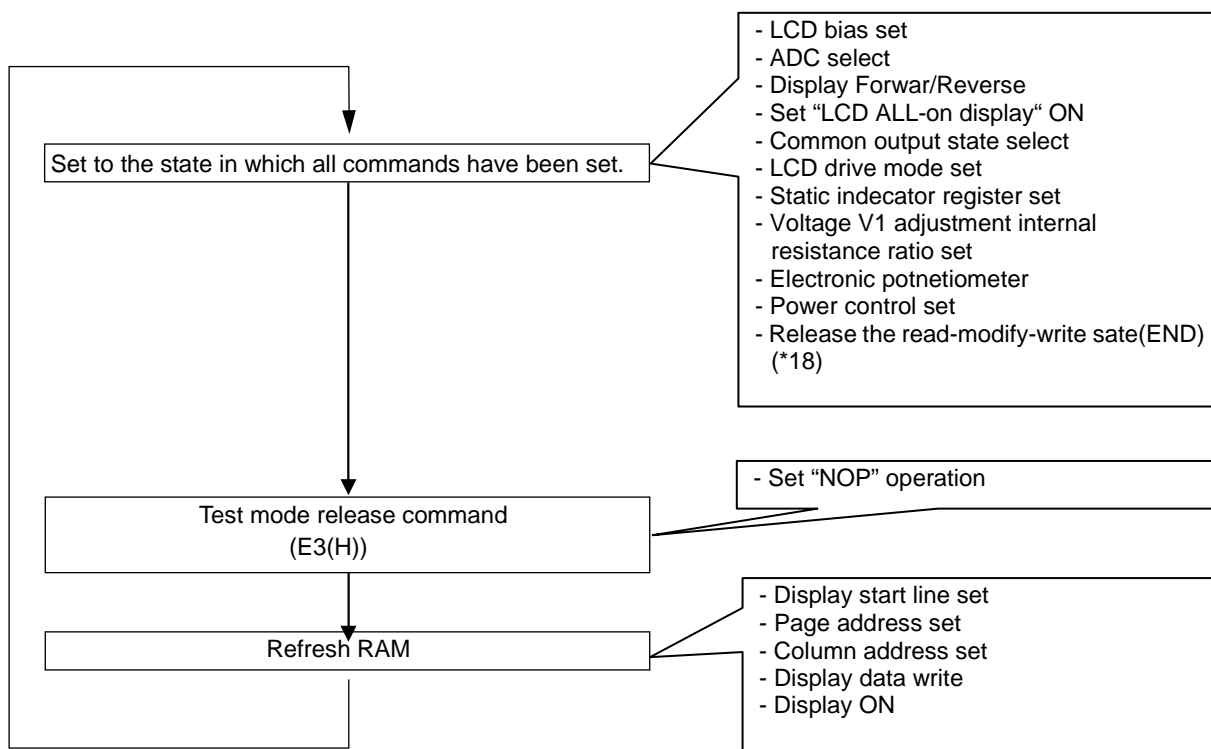 - LCD bias set
- ADC select
- Display Forwar/Reverse
- Set “LCD ALL-on display“ ON
- Common output state select
- LCD drive mode set
- Static indecator register set
- Voltage V1 adjustment internal
resistance ratio set
- Electronic potnetiometer
- Power control set
- Release the read-modify-write sate(END)
(*18)
Set to the state in which all commands have been set.
- Set “NOP” operation
Test mode release command
(E3(H))
- Display start line set
- Page address set
- Column address set
- Display data write
- Display ON
Refresh RAM